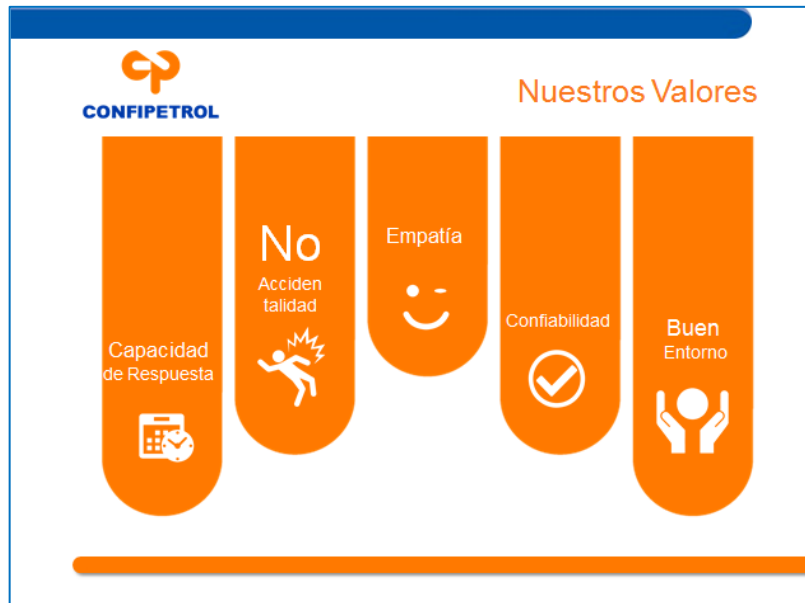 CONFIPETROL
Nuestros Valores
Capacidad
de Respuesta
No
Acciden
talidad
Empatía
Confiabilidad
Buen
Entorno